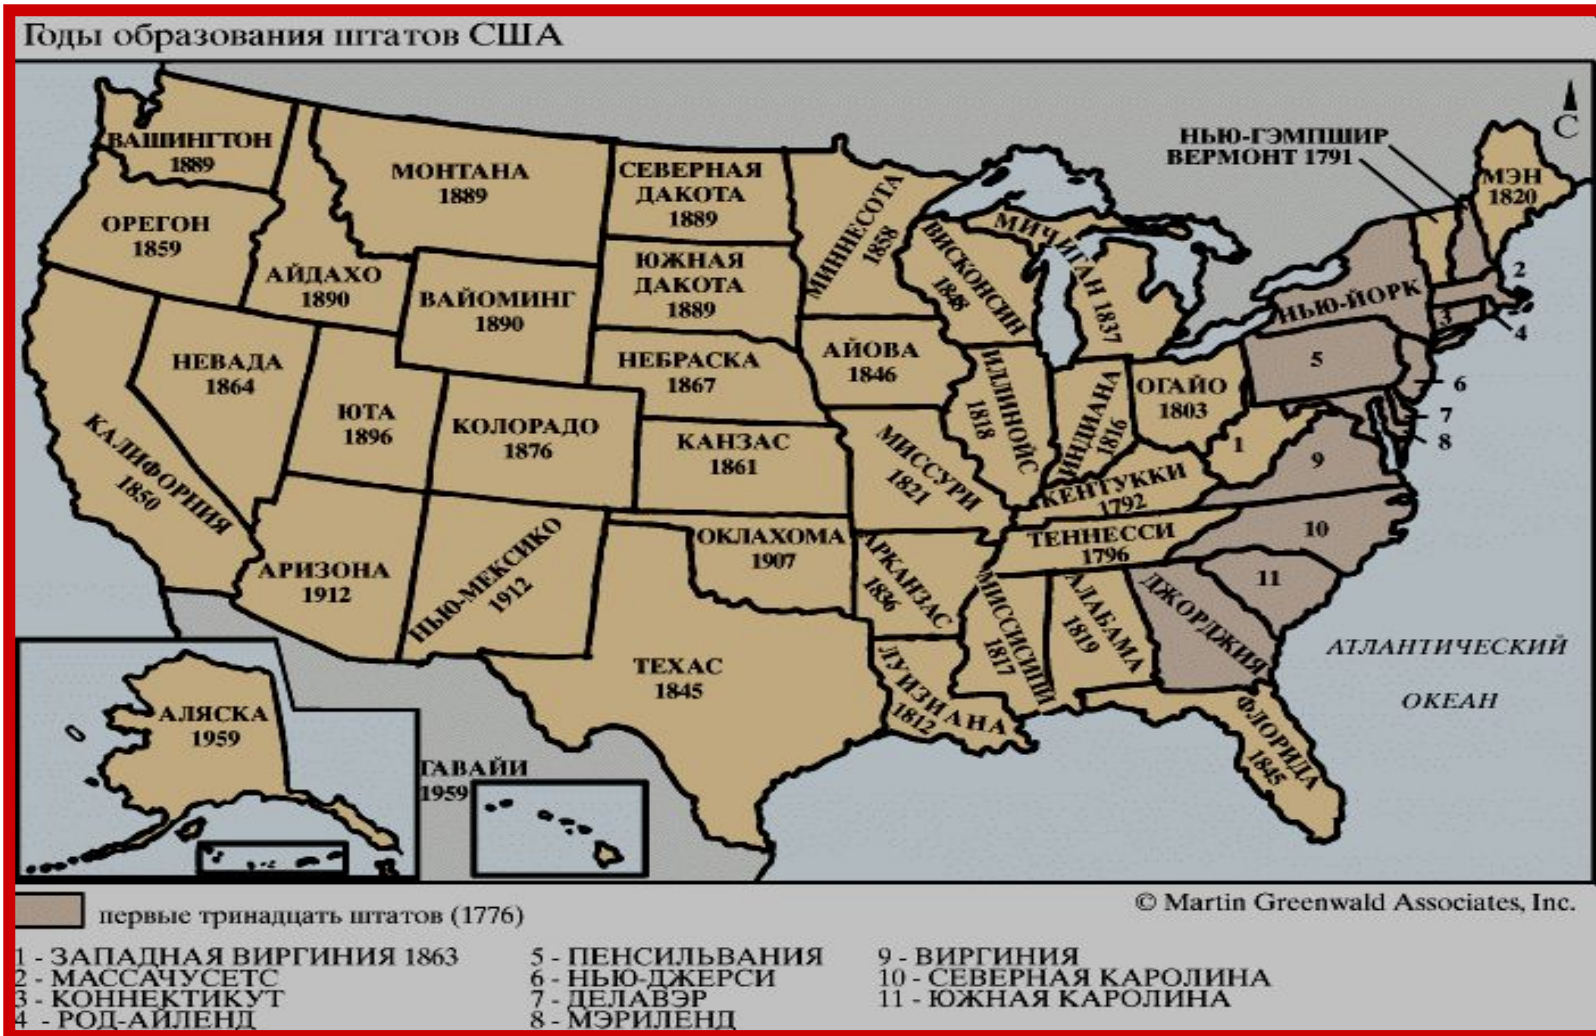 Годы образования штатов США
С
НЬЮ-ГЭМПШИР
ВЕРМОНТ 1791
МЭН
1820
ВАШИНГТОН
1889
МОНТАНА
1889
СЕВЕРНАЯ
ДАКОТА
1889
МИННЕСОТА
1858
ОРЕГОН
1859
АЙДАХО
1890
ВАЙОМИНГ
1890
ЮЖНАЯ
ДАКОТА
1889
ВИСКОНСИН
1848
МИЧИГАН 1837
НЬЮ-ЙОРК
2
3
4
НЕВАДА
1864
НЕБРАСКА
1867
АЙОВА
1846
ИЛЛИНОЙС
1818
ИНДИАНА
1816
ОГАЙО
1803
5
6
7
8
КАЛИФОРНИЯ
1850
ЮТА
1896
КОЛОРАДО
1876
КАНЗАС
1861
МИССУРИ
1821
КЕНТУККИ
1792
1
9
АРИЗОНА
1912
НЬЮ-МЕКСИКО
1912
ОКЛАХОМА
1907
АРКАНЗАС
1836
ТЕННЕССИ
1796
10
11
ТЕХАС
1845
ЛУИЗИАНА
1812
МИССИСИПИ
1817
АЛАБАМА
1819
ДЖОРДЖИЯ
ФЛОРИДА
1845
АТЛАНТИЧЕСКИЙ
ОКЕАН
АЛЯСКА
1959
ГАВАЙИ
1959
первые тринадцать штатов (1776)
© Martin Greenwald Associates, Inc.
1 - ЗАПАДНАЯ ВИРГИНИЯ 1863
2 - МАССАЧУСЕТС
3 - КОННЕКТИКУТ
4 - РОД-АЙЛЕНД
5 - ПЕНСИЛЬВАНИЯ
6 - НЬЮ-ДЖЕРСИ
7 - ДЕЛАВЭР
8 - МЭРИЛЕНД
9 - ВИРГИНИЯ
10 - СЕВЕРНАЯ КАРОЛИНА
11 - ЮЖНАЯ КАРОЛИНА